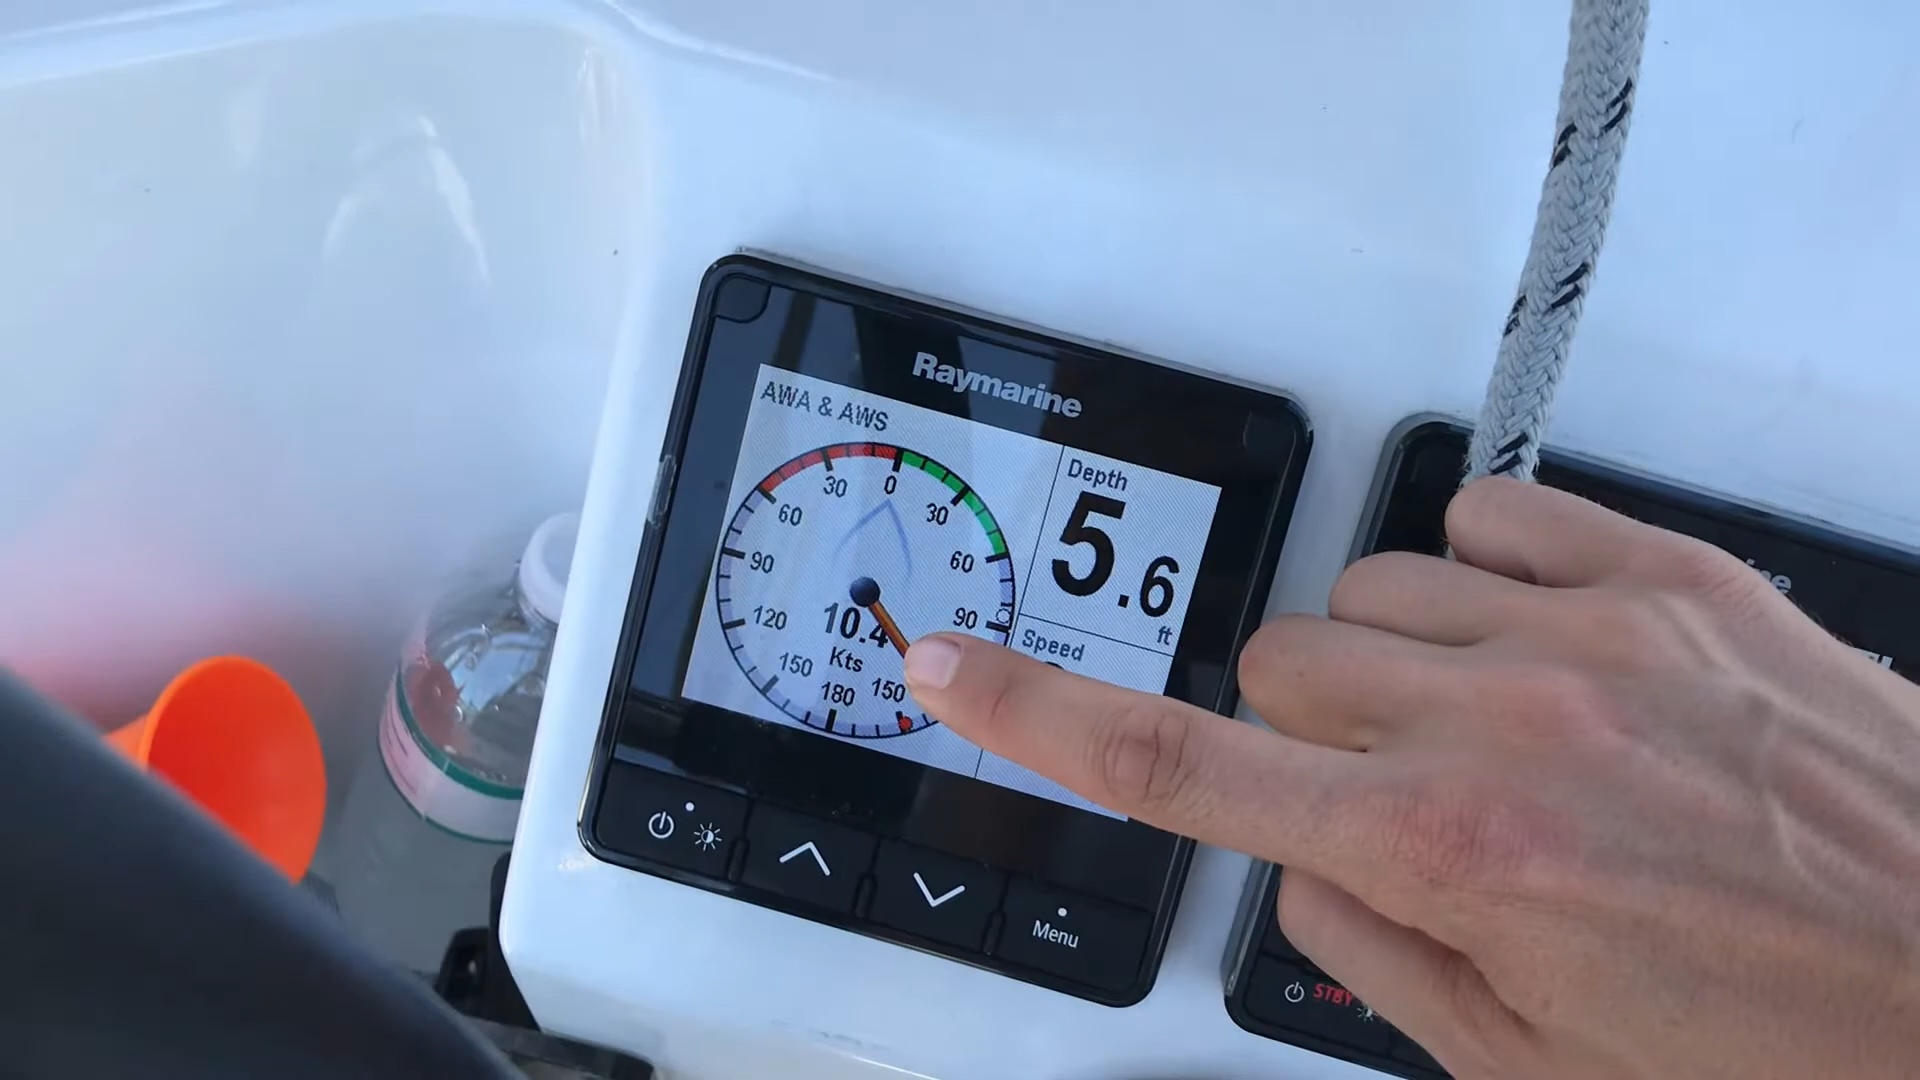 Raymarine
AWA & AWS
Depth
5.6
ft
Speed
0
30
60
90
120
150
180
150
30
60
90
10.4
Kts
Menu
STBY